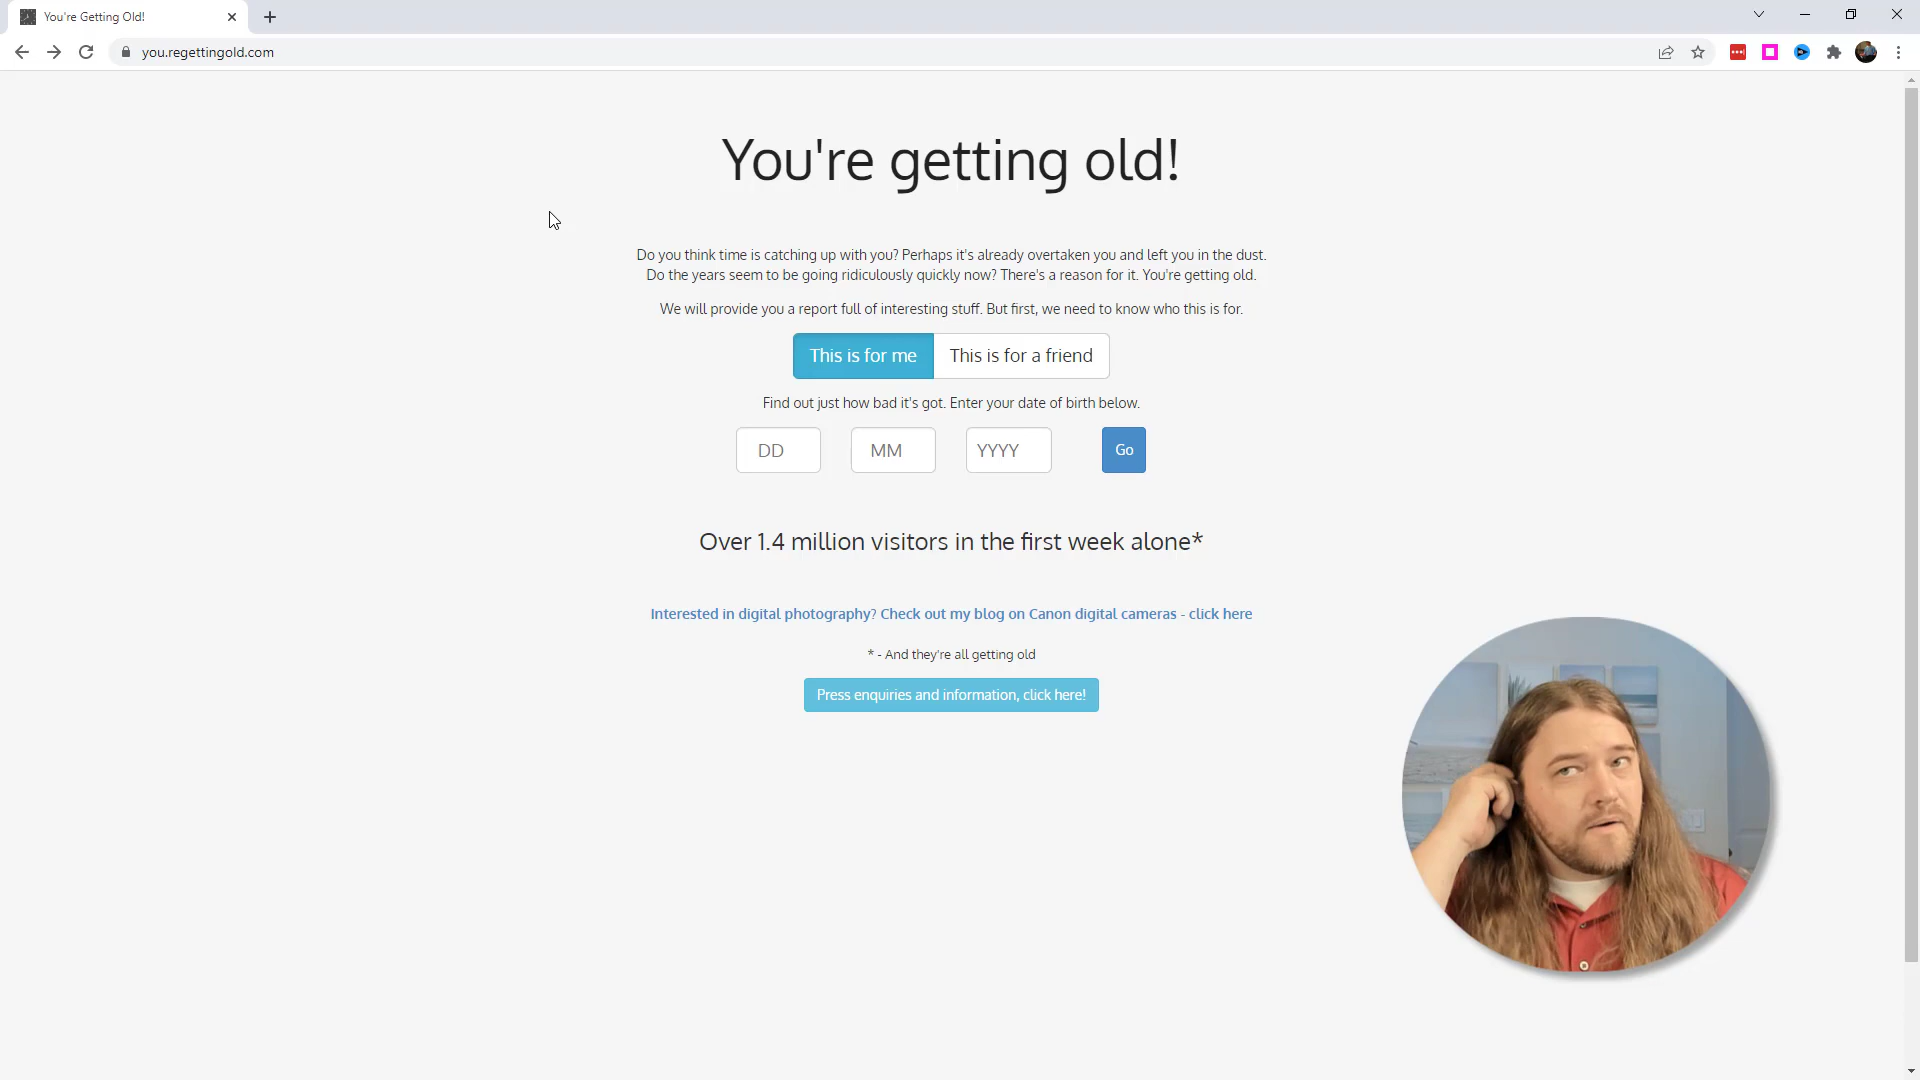 You're Getting Old!
you.regettingold.com
You're getting old!
Do you think time is catching up with you? Perhaps it's already overtaken you and left you in the dust.
Do the years seem to be going ridiculously quickly now? There's a reason for it. You're getting old.
We will provide you a report full of interesting stuff. But first, we need to know who this is for.
This is for me
This is for a friend
Find out just how bad it's got. Enter your date of birth below.
DD
MM
YYYY
Go
Over 1.4 million visitors in the first week alone*
Interested in digital photography? Check out my blog on Canon digital cameras - click here
* - And they're all getting old
Press enquiries and information, click here!